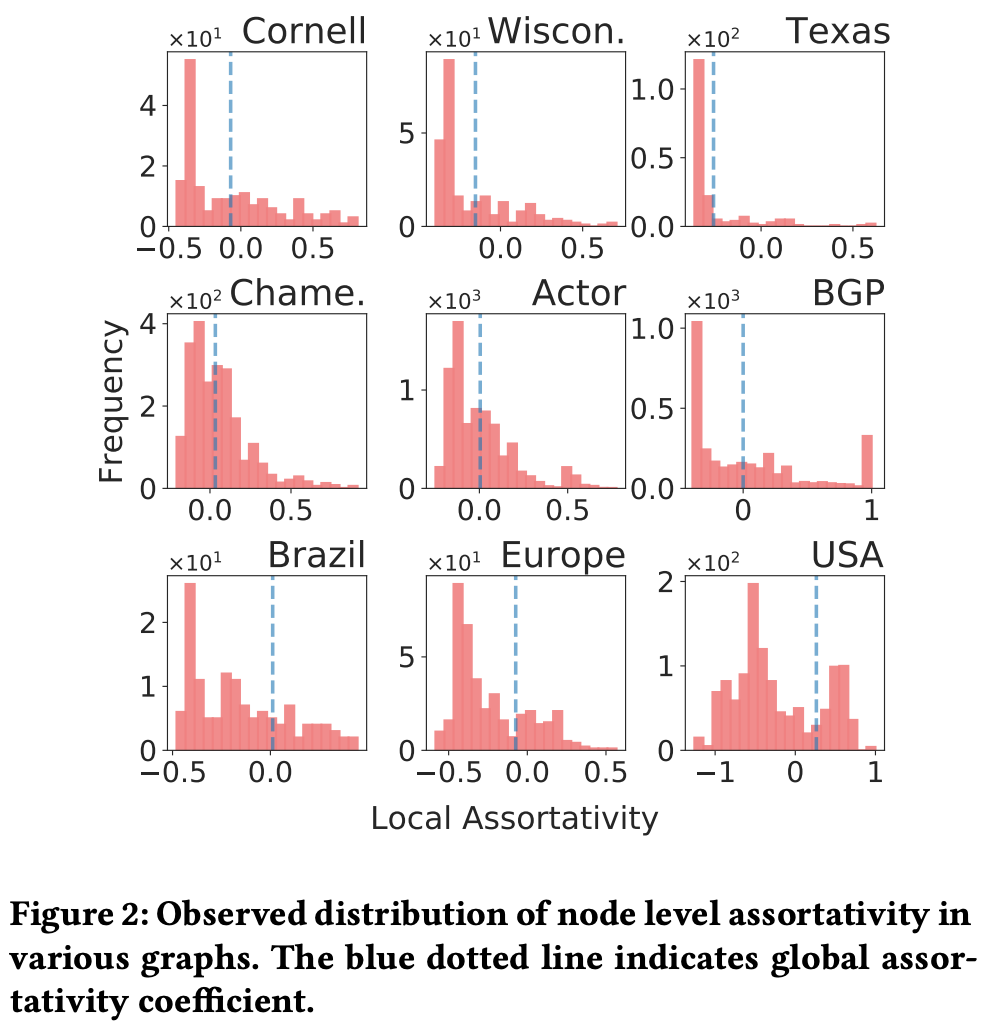 ×10¹ Cornell
×10¹ Wiscon.
×10² Texas
4
2
0
−0.5 0.0 0.5
5
0
0.0 0.5
1.0
0.5
0.0
0.0 0.5
×10² Chame.
×10³ Actor
×10³ BGP
Frequency
4
2
0
0.0 0.5
1
0
0.0 0.5
1.0
0.5
0.0
0 1
×10¹ Brazil
×10¹ Europe
×10² USA
2
1
0
−0.5 0.0
5
0
−0.5 0.0 0.5
2
1
0
−1 0 1
Local Assortativity
Figure 2: Observed distribution of node level assortativity in
various graphs. The blue dotted line indicates global assor-
tativity coefficient.